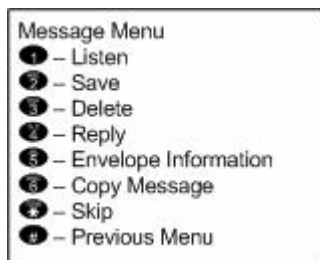 Message Menu
1 – Listen
2 – Save
3 – Delete
4 – Reply
5 – Envelope Information
6 – Copy Message
* – Skip
# – Previous Menu